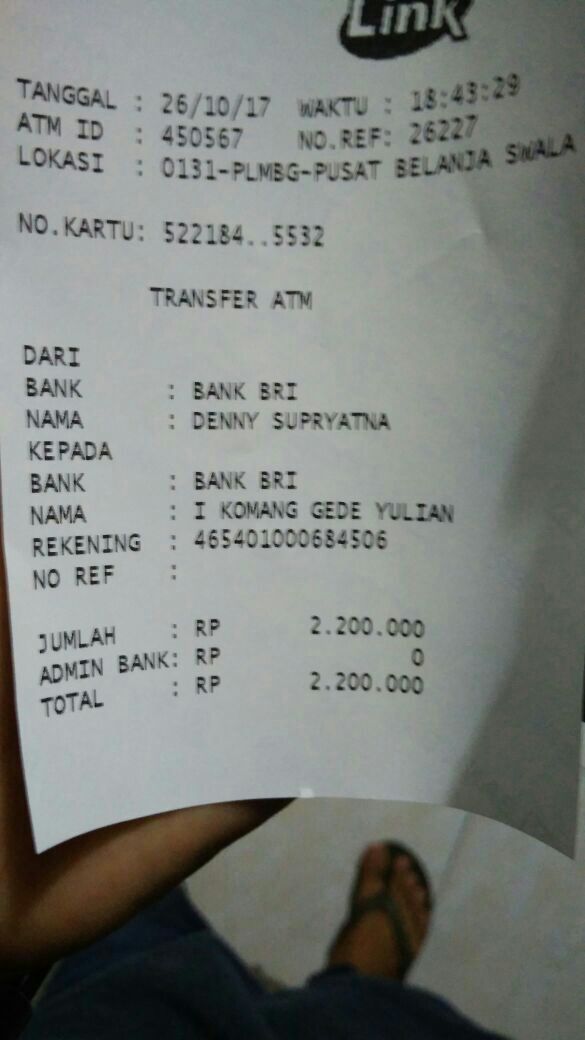 Link
TANGGAL : 26/10/17 WAKTU : 18:43:29
ATM ID : 450567 NO.REF: 26227
LOKASI : 0131-PLMBG-PUSAT BELANJA SWALA
NO.KARTU: 522184..5532
TRANSFER ATM
DARI
BANK : BANK BRI
NAMA : DENNY SUPRYATNA
KEPADA
BANK : BANK BRI
NAMA : I KOMANG GEDE YULIAN
REKENING : 465401000684506
NO REF :
JUMLAH : RP 2.200.000
ADMIN BANK: RP 0
TOTAL : RP 2.200.000